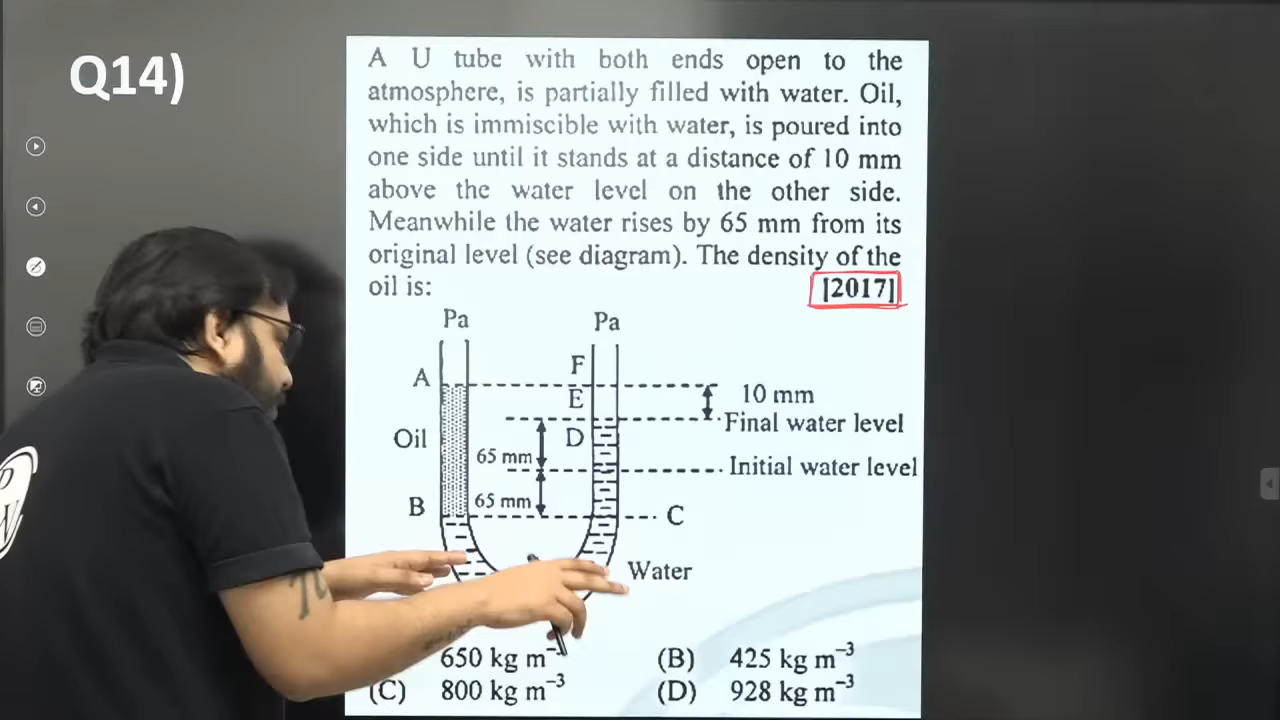 Q14)
A U tube with both ends open to the
atmosphere, is partially filled with water. Oil,
which is immiscible with water, is poured into
one side until it stands at a distance of 10 mm
above the water level on the other side.
Meanwhile the water rises by 65 mm from its
original level (see diagram). The density of the
oil is:
[2017]
Pa Pa
F
A
E 10 mm
Final water level
Oil D
65 mm
Initial water level
B 65 mm
C
Water
650 kg m
(B) 425 kg m⁻³
(C) 800 kg m⁻³
(D) 928 kg m⁻³